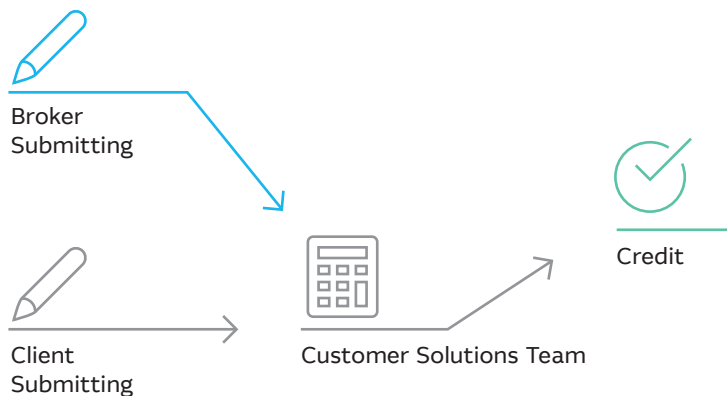 Broker
Submitting
Credit
Client
Submitting
Customer Solutions Team